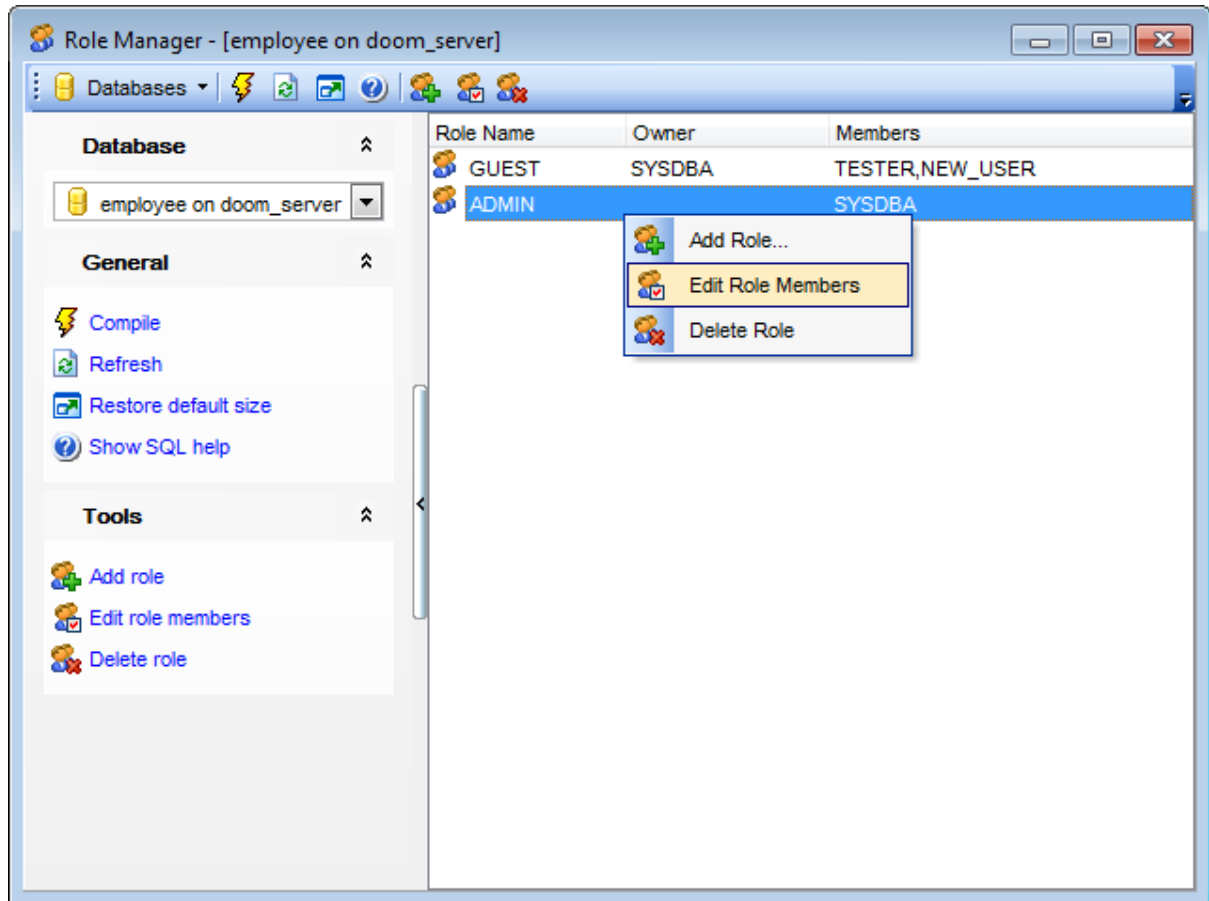 Role Manager - [employee on doom_server]
Databases
Database
employee on doom_server
General
Compile
Refresh
Restore default size
Show SQL help
Tools
Add role
Edit role members
Delete role
Role Name Owner Members
GUEST SYSDBA TESTER,NEW_USER
ADMIN SYSDBA
Add Role...
Edit Role Members
Delete Role